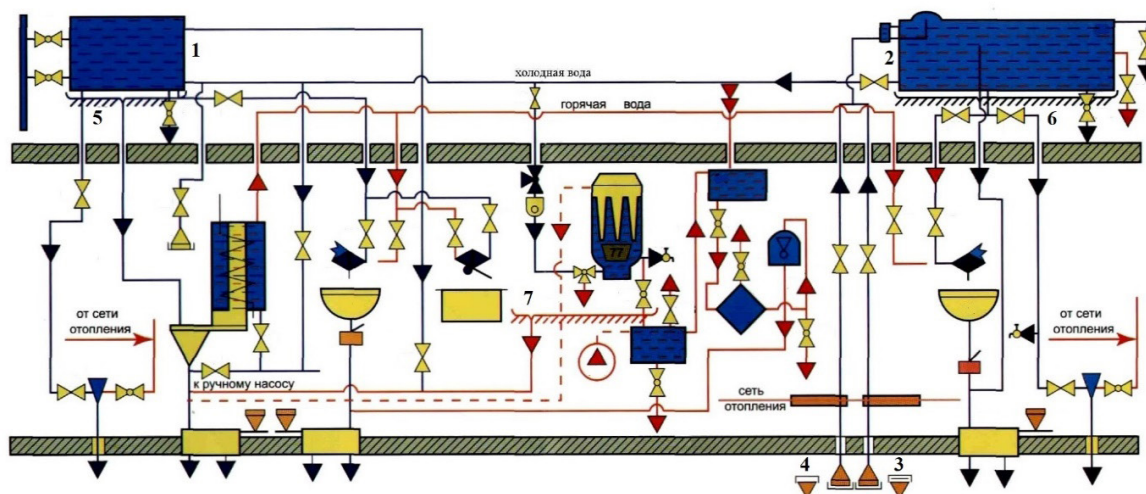 1
2
холодная вода
горячая вода
5
6
7
77
от сети
отопления
от сети
отопления
к ручному насосу
сеть
отопления
4
3